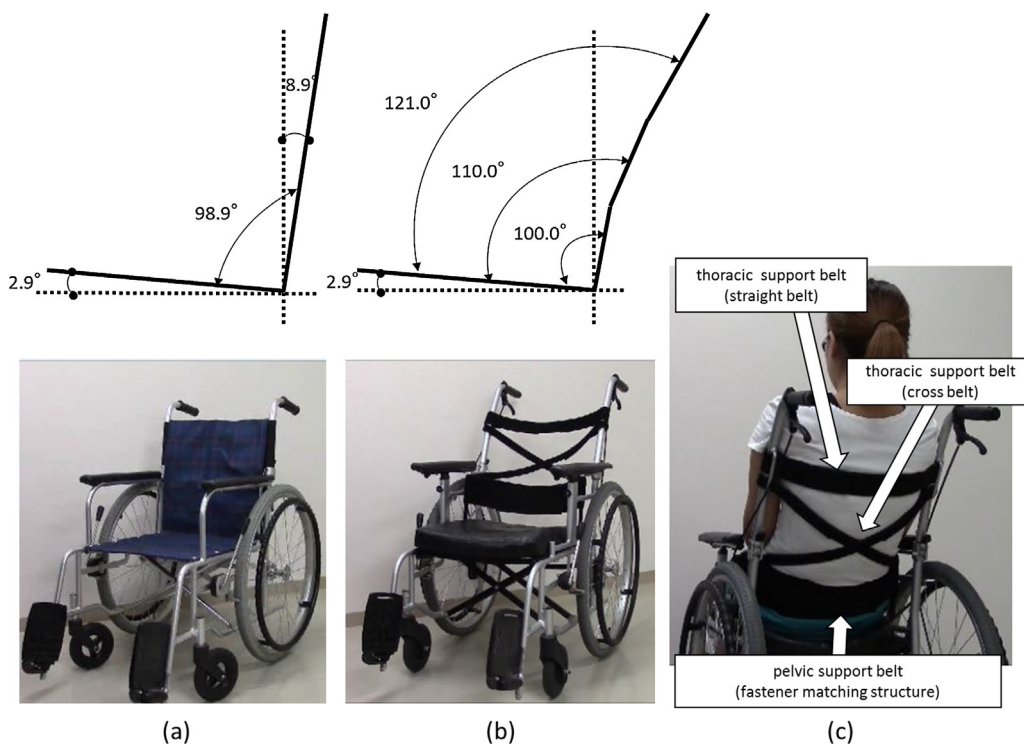 8.9°
98.9°
2.9°
121.0°
110.0°
100.0°
2.9°
thoracic support belt
(straight belt)
thoracic support belt
(cross belt)
pelvic support belt
(fastener matching structure)
(a)
(b)
(c)